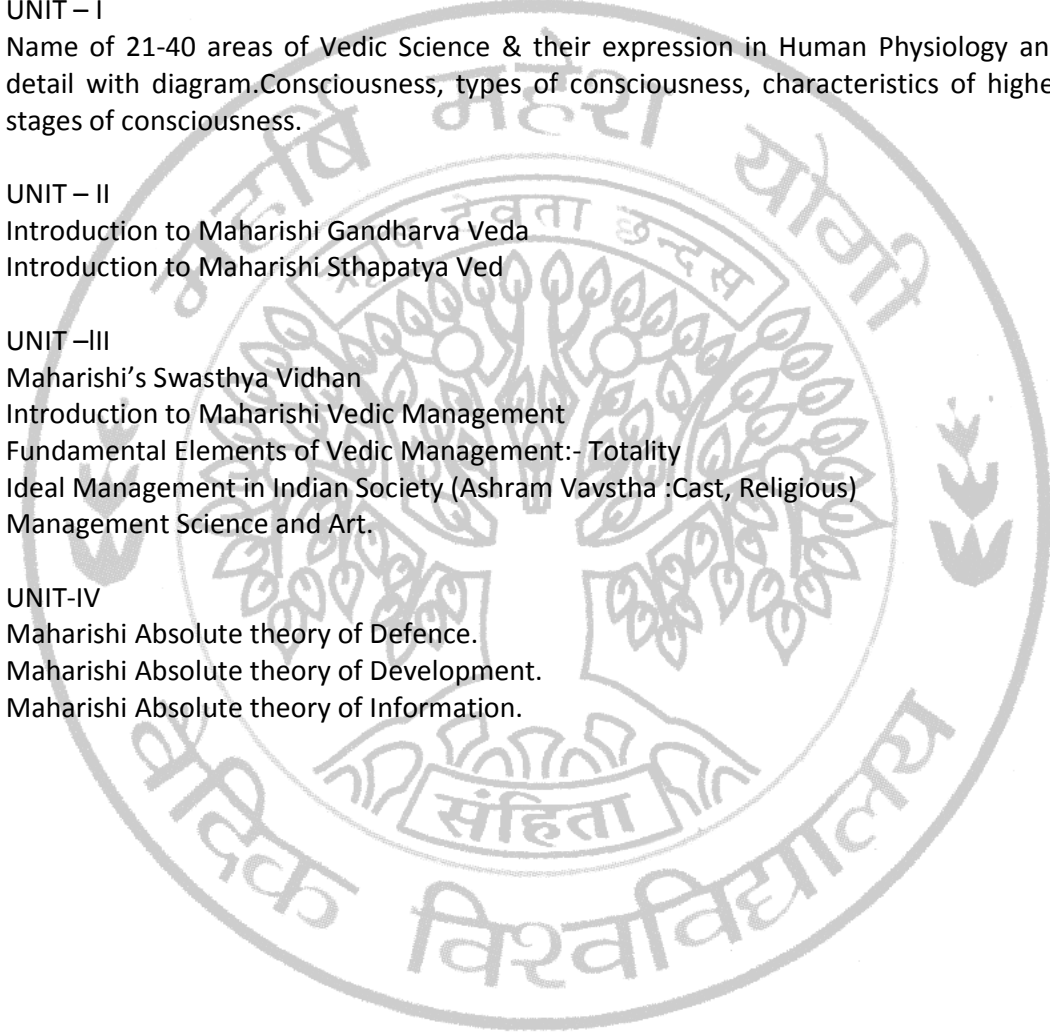 UNIT – I
Name of 21-40 areas of Vedic Science & their expression in Human Physiology an
detail with diagram.Consciousness, types of consciousness, characteristics of highe
stages of consciousness.
UNIT – II
Introduction to Maharishi Gandharva Veda
Introduction to Maharishi Sthapatya Ved
UNIT –lII
Maharishi’s Swasthya Vidhan
Introduction to Maharishi Vedic Management
Fundamental Elements of Vedic Management:- Totality
Ideal Management in Indian Society (Ashram Vavstha :Cast, Religious)
Management Science and Art.
UNIT-IV
Maharishi Absolute theory of Defence.
Maharishi Absolute theory of Development.
Maharishi Absolute theory of Information.
महर्षि महेश योगी
देवता छन्दस
संहिता
वैदिक विश्वविद्यालय